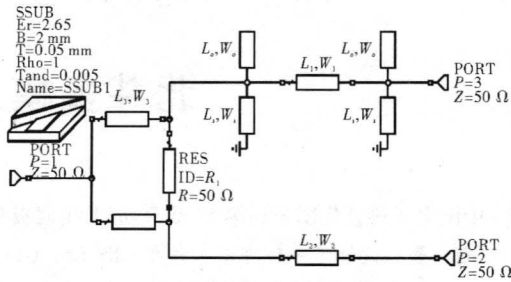 SSUB
Er=2.65
B=2 mm
T=0.05 mm
Rho=1
Tand=0.005
Name=SSUB1
PORT
P=1
Z=50 Ω
L₃,W₃
RES
ID=R₁
R=50 Ω
Lₒ,Wₒ
Lₛ,Wₛ
L₁,W₁
Lₒ,Wₒ
Lₛ,Wₛ
PORT
P=3
Z=50 Ω
L₂,W₂
PORT
P=2
Z=50 Ω